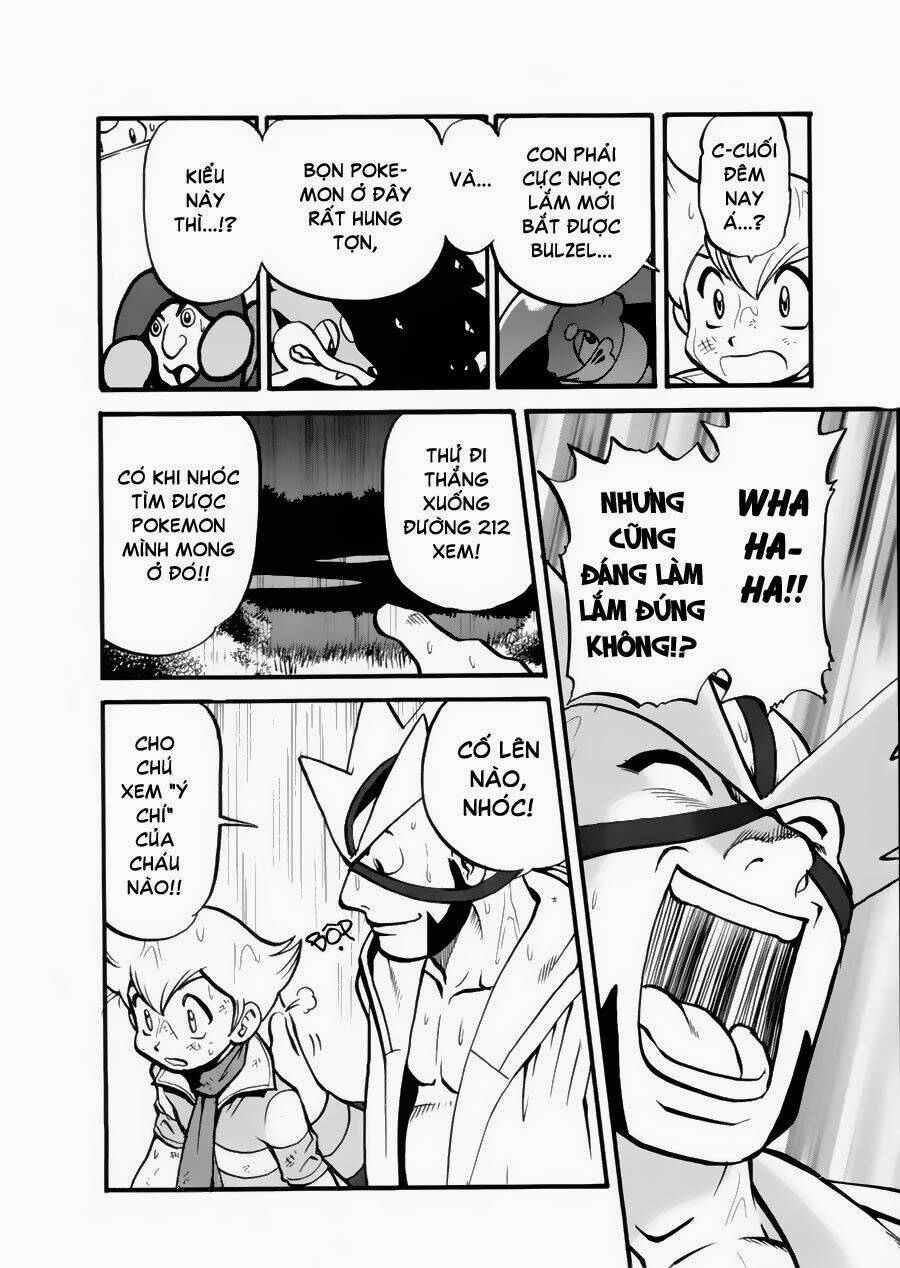 C-CUỐI
ĐÊM
NAY
Á...?
CON PHẢI
CỰC NHỌC
LẮM MỚI
BẮT ĐƯỢC
BULZEL...
VÀ...
BỌN POKE-
MON Ở ĐÂY
RẤT HUNG
TỢN,
KIỂU
NÀY
THÌ...!?
WHA
HA-
HA!!
NHƯNG
CŨNG
ĐÁNG LÀM
LẮM ĐÚNG
KHÔNG!?
THỬ ĐI
THẲNG
XUỐNG
ĐƯỜNG 212
XEM!
CÓ KHI NHÓC
TÌM ĐƯỢC
POKEMON
MÌNH MONG
Ở ĐÓ!!
CỐ LÊN
NÀO,
NHÓC!
BỘP
CHO
CHÚ
XEM "Ý
CHÍ"
CỦA
CHÁU
NÀO!!